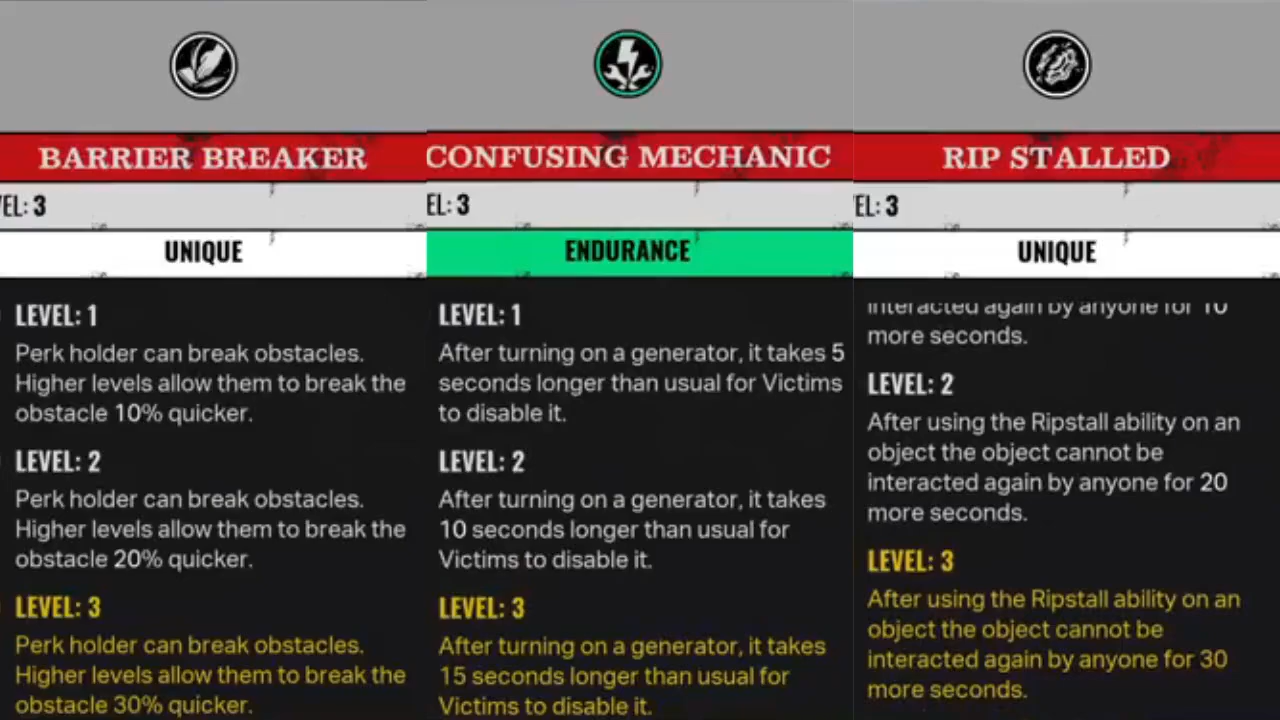 BARRIER BREAKER
EL: 3
UNIQUE
LEVEL: 1
Perk holder can break obstacles.
Higher levels allow them to break the
obstacle 10% quicker.
LEVEL: 2
Perk holder can break obstacles.
Higher levels allow them to break the
obstacle 20% quicker.
LEVEL: 3
Perk holder can break obstacles.
Higher levels allow them to break the
obstacle 30% quicker.
CONFUSING MECHANIC
EL: 3
ENDURANCE
LEVEL: 1
After turning on a generator, it takes 5
seconds longer than usual for Victims
to disable it.
LEVEL: 2
After turning on a generator, it takes
10 seconds longer than usual for
Victims to disable it.
LEVEL: 3
After turning on a generator, it takes
15 seconds longer than usual for
Victims to disable it.
RIP STALLED
EL: 3
UNIQUE
interacted again by anyone for 10
more seconds.
LEVEL: 2
After using the Ripstall ability on an
object the object cannot be
interacted again by anyone for 20
more seconds.
LEVEL: 3
After using the Ripstall ability on an
object the object cannot be
interacted again by anyone for 30
more seconds.